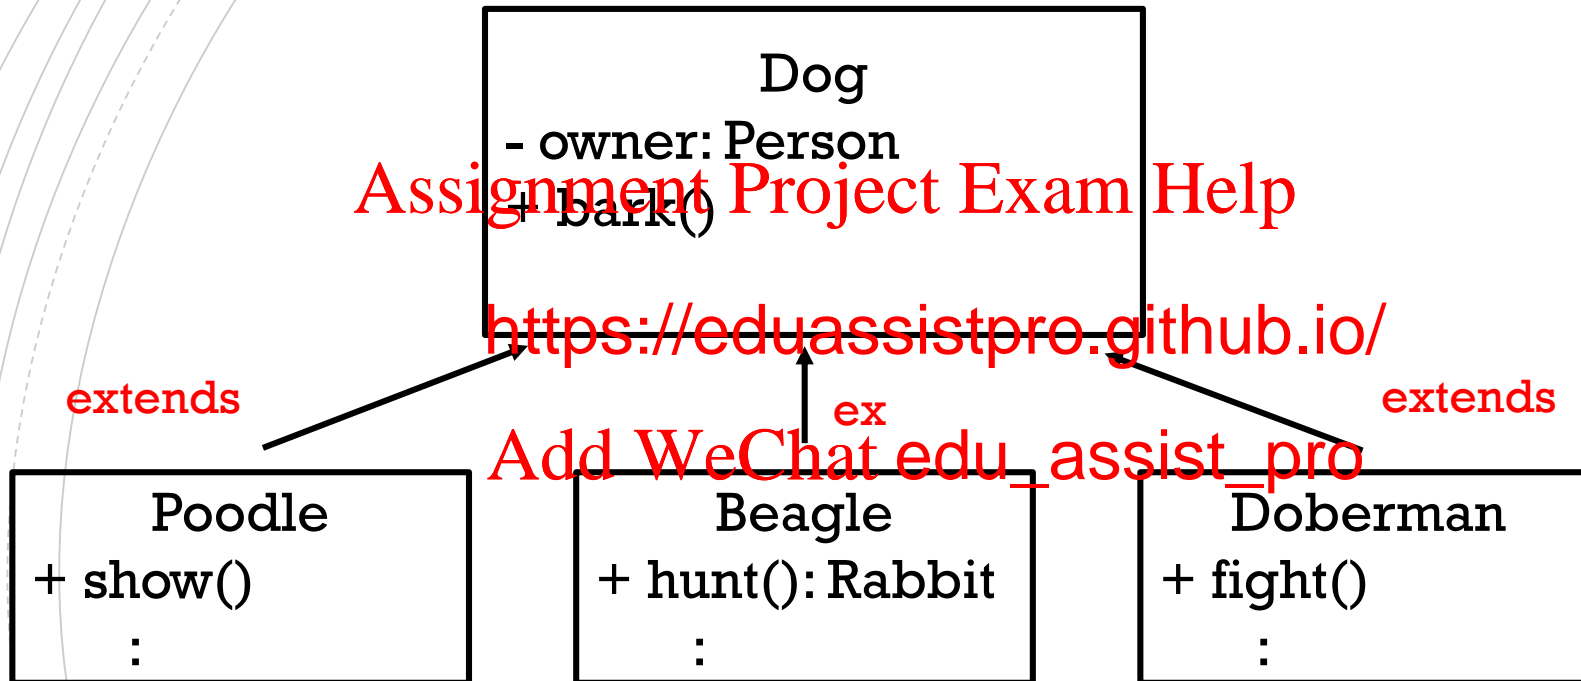 Dog
- owner: Person
+ bark()
Assignment Project Exam Help
https://eduassistpro.github.io/
extends
ex
extends
Add WeChat edu_assist_pro
Poodle
+ show()
:
Beagle
+ hunt(): Rabbit
:
Doberman
+ fight()
: